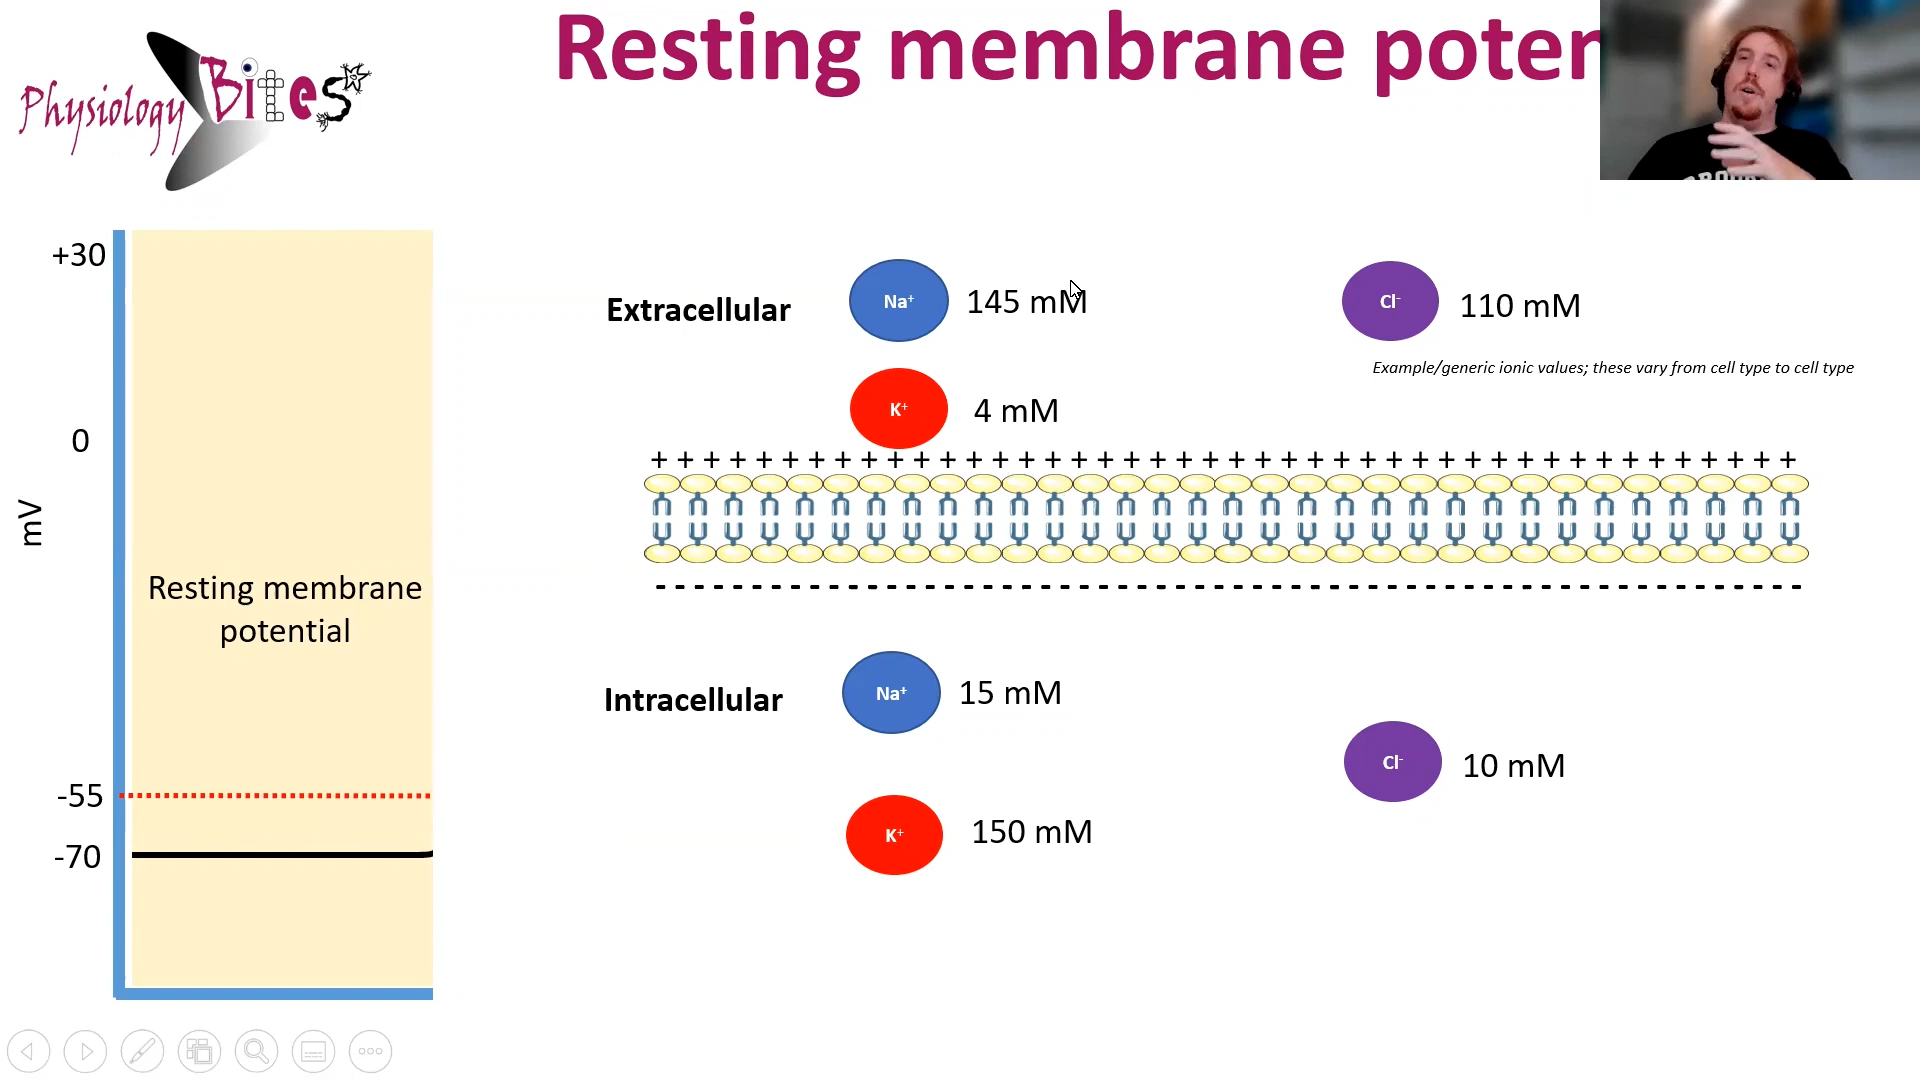 Resting membrane poten
Physiology Bites
+30
0
mV
-55
-70
Resting membrane
potential
Extracellular
Na+
145 mM
Cl-
110 mM
Example/generic ionic values; these vary from cell type to cell type
K+
4 mM
+ + + + + + + + + + + + + + + + + + + + + + + + + + + + + + + + + + + + + + + + + + + +
- - - - - - - - - - - - - - - - - - - - - - - - - - - - - - - - - - - - - - - - - - - - - - - -
Intracellular
Na+
15 mM
Cl-
10 mM
K+
150 mM